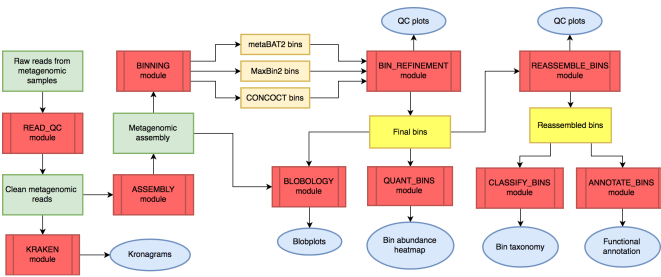 QC plots
QC plots
metaBAT2 bins
Raw reads from
metagenomic
samples
BINNING
module
MaxBin2 bins
BIN_REFINEMENT
module
REASSEMBLE_BINS
module
CONCOCT bins
READ_QC
module
Metagenomic
assembly
Final bins
Reassembled bins
Clean metagenomic
reads
ASSEMBLY
module
BLOBOLOGY
module
QUANT_BINS
module
CLASSIFY_BINS
module
ANNOTATE_BINS
module
KRAKEN
module
Kronagrams
Blobplots
Bin abundance
heatmap
Bin taxonomy
Functional
annotation